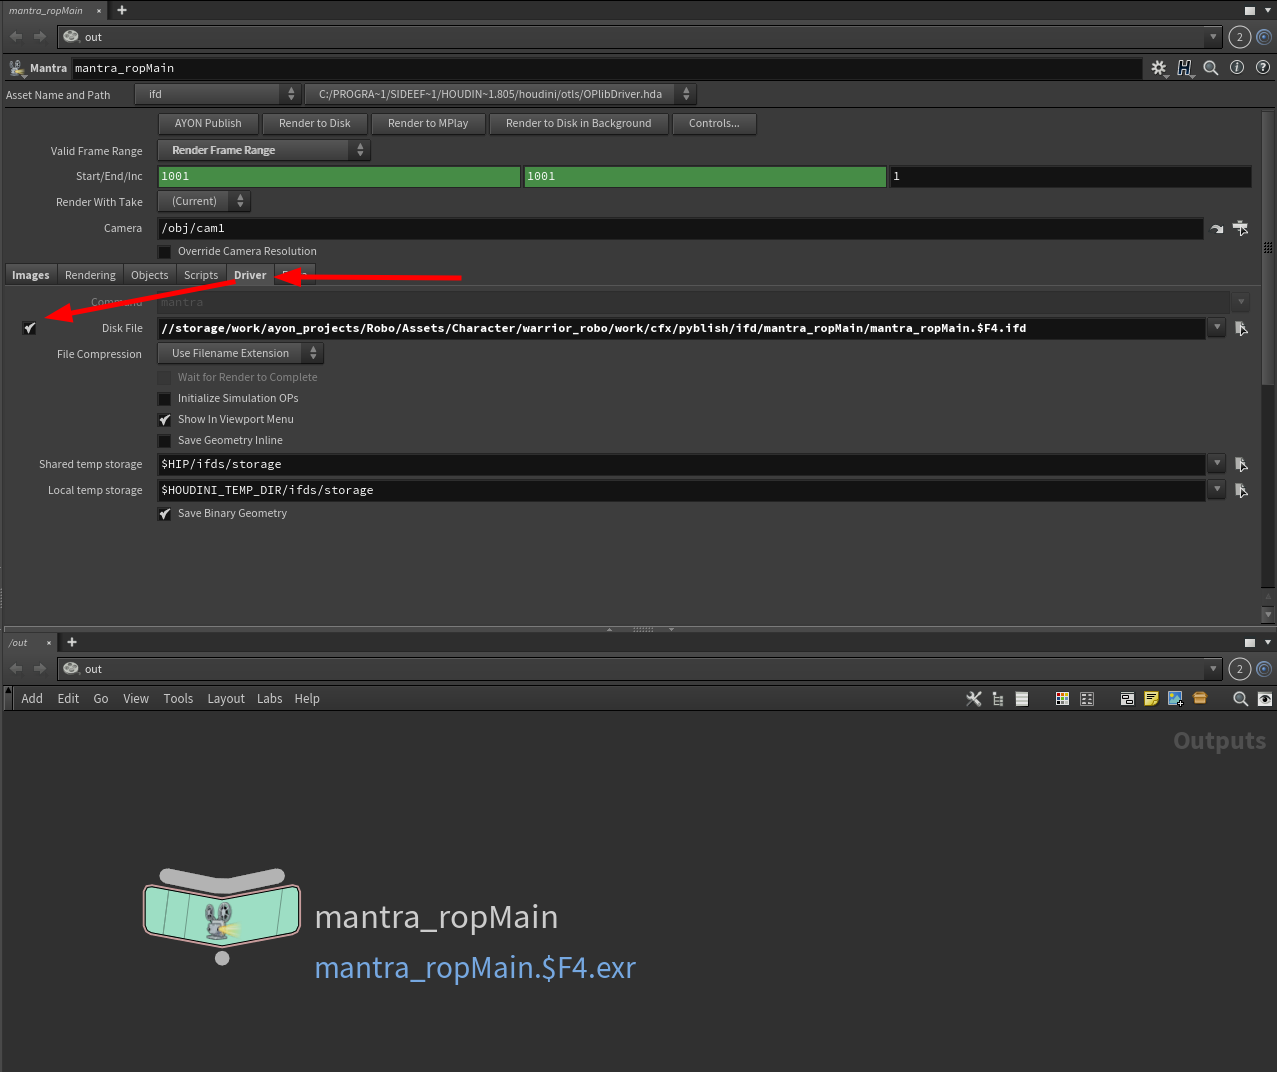 mantra_ropMain × +
out 2
Mantra mantra_ropMain
Asset Name and Path ifd C:/PROGRA~1/SIDEEF~1/HOUDIN~1.805/houdini/otls/OPlibDriver.hda
AYON Publish Render to Disk Render to MPlay Render to Disk in Background Controls...
Valid Frame Range Render Frame Range
Start/End/Inc 1001 1001 1
Render With Take (Current)
Camera /obj/cam1
Override Camera Resolution
Images Rendering Objects Scripts Driver
Command mantra
Disk File //storage/work/ayon_projects/Robo/Assets/Character/warrior_robo/work/cfx/pyblish/ifd/mantra_ropMain/mantra_ropMain.$F4.ifd
File Compression Use Filename Extension
Wait for Render to Complete
Initialize Simulation OPs
Show In Viewport Menu
Save Geometry Inline
Shared temp storage $HIP/ifds/storage
Local temp storage $HOUDINI_TEMP_DIR/ifds/storage
Save Binary Geometry
/out × +
out 2
Add Edit Go View Tools Layout Labs Help
Outputs
mantra_ropMain
mantra_ropMain.$F4.exr